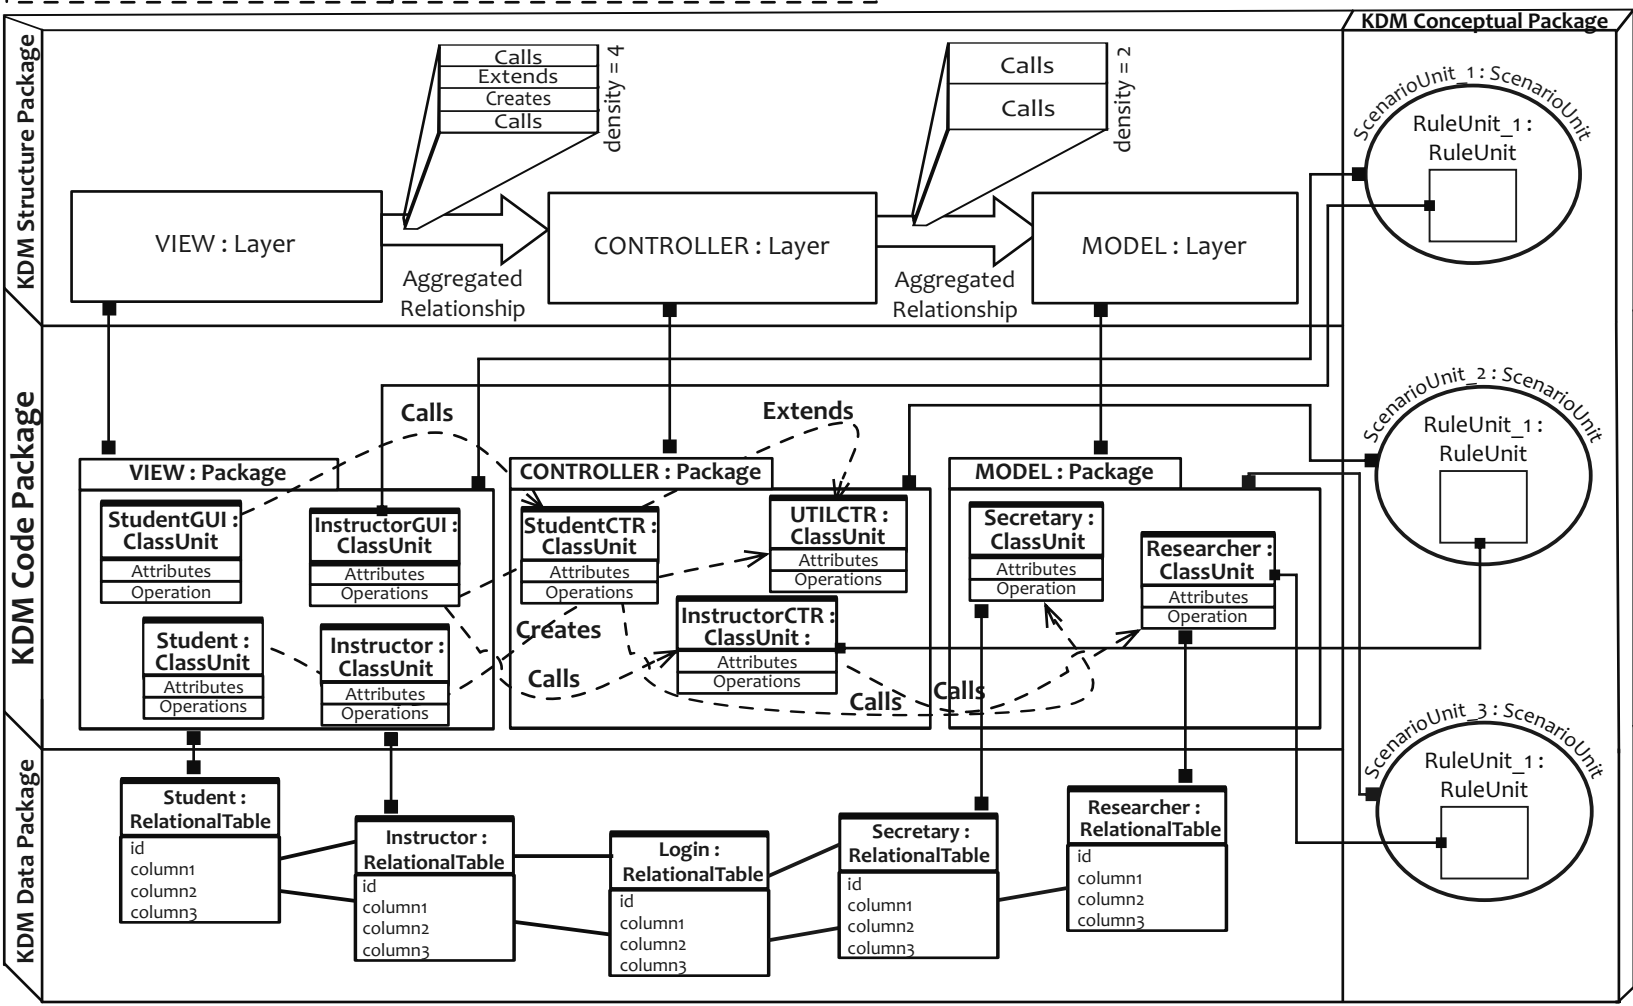 KDM Conceptual Package
KDM Structure Package
Calls
Extends
Creates
Calls
density = 4
Calls
Calls
density = 2
VIEW : Layer
CONTROLLER : Layer
MODEL : Layer
Aggregated
Relationship
Aggregated
Relationship
ScenarioUnit_1 : ScenarioUnit
RuleUnit_1 :
RuleUnit
KDM Code Package
Calls
Extends
VIEW : Package
CONTROLLER : Package
MODEL : Package
StudentGUI :
ClassUnit
Attributes
Operation
InstructorGUI :
ClassUnit
Attributes
Operations
StudentCTR :
ClassUnit
Attributes
Operations
UTILCTR :
ClassUnit
Attributes
Operations
Secretary :
ClassUnit
Attributes
Operation
Researcher :
ClassUnit
Attributes
Operation
Student :
ClassUnit
Attributes
Operations
Instructor :
ClassUnit
Attributes
Operations
Creates
Calls
InstructorCTR :
ClassUnit :
Attributes
Operations
Calls
Calls
ScenarioUnit_2 : ScenarioUnit
RuleUnit_1 :
RuleUnit
KDM Data Package
Student :
RelationalTable
id
column1
column2
column3
Instructor :
RelationalTable
id
column1
column2
column3
Login :
RelationalTable
id
column1
column2
column3
Secretary :
RelationalTable
id
column1
column2
column3
Researcher :
RelationalTable
id
column1
column2
column3
ScenarioUnit_3 : ScenarioUnit
RuleUnit_1 :
RuleUnit